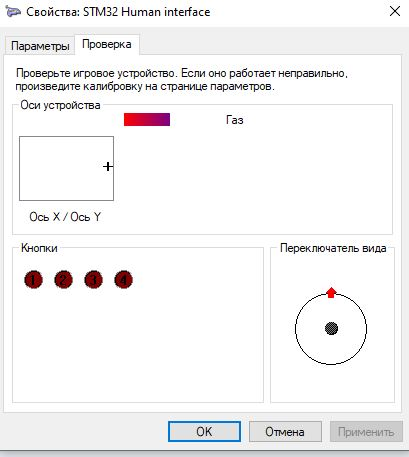 Свойства: STM32 Human interface
Параметры
Проверка
Проверьте игровое устройство. Если оно работает неправильно,
произведите калибровку на странице параметров.
Оси устройства
Газ
Ось X / Ось Y
Кнопки
1 2 3 4
Переключатель вида
OK
Отмена
Применить